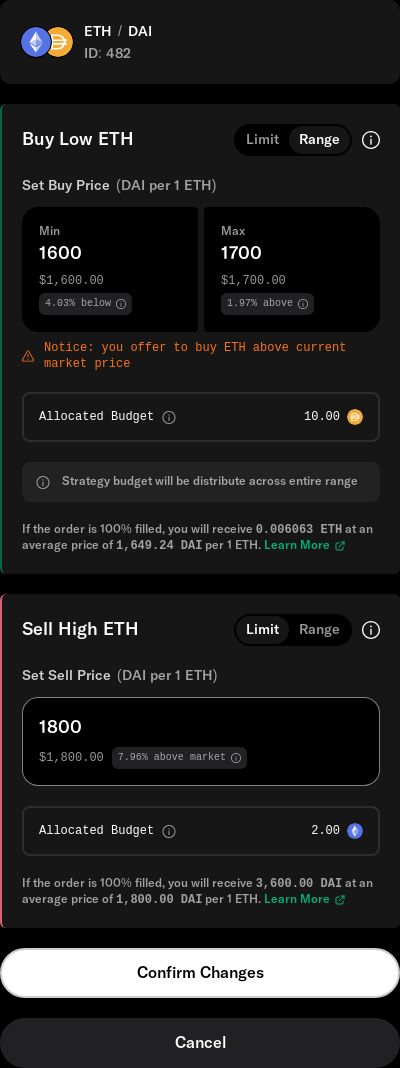 ETH / DAI
ID: 482
Buy Low ETH
Limit Range
Set Buy Price (DAI per 1 ETH)
Min
1600
$1,600.00
4.03% below
Max
1700
$1,700.00
1.97% above
Notice: you offer to buy ETH above current
market price
Allocated Budget 10.00
Strategy budget will be distribute across entire range
If the order is 100% filled, you will receive 0.006063 ETH at an
average price of 1,649.24 DAI per 1 ETH. Learn More
Sell High ETH
Limit Range
Set Sell Price (DAI per 1 ETH)
1800
$1,800.00 7.96% above market
Allocated Budget 2.00
If the order is 100% filled, you will receive 3,600.00 DAI at an
average price of 1,800.00 DAI per 1 ETH. Learn More
Confirm Changes
Cancel